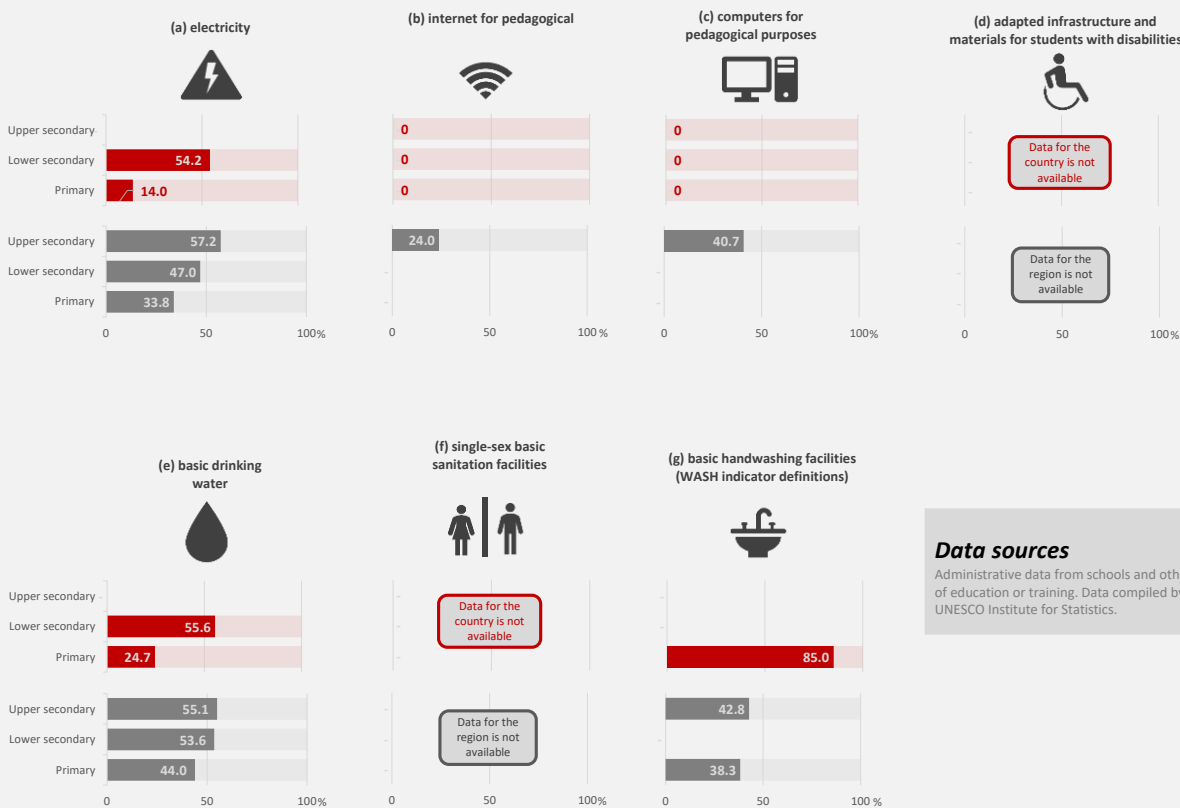 (a) electricity
(b) internet for pedagogical
(c) computers for
pedagogical purposes
(d) adapted infrastructure and
materials for students with disabilities
Upper secondary
0
0
Lower secondary
54.2
0
0
Data for the
country is not
available
Primary
14.0
0
0
Upper secondary
57.2
24.0
40.7
Lower secondary
47.0
Data for the
region is not
available
Primary
33.8
0 50 100%
0 50 100%
0 50 100%
0 50 100%
(e) basic drinking
water
(f) single-sex basic
sanitation facilities
(g) basic handwashing facilities
(WASH indicator definitions)
Data sources
Administrative data from schools and oth
of education or training. Data compiled by
UNESCO Institute for Statistics.
Upper secondary
Lower secondary
55.6
Data for the
country is not
available
Primary
24.7
85.0
Upper secondary
55.1
42.8
Lower secondary
53.6
Data for the
region is not
available
Primary
44.0
38.3
0 50 100%
0 50 100%
0 50 100%